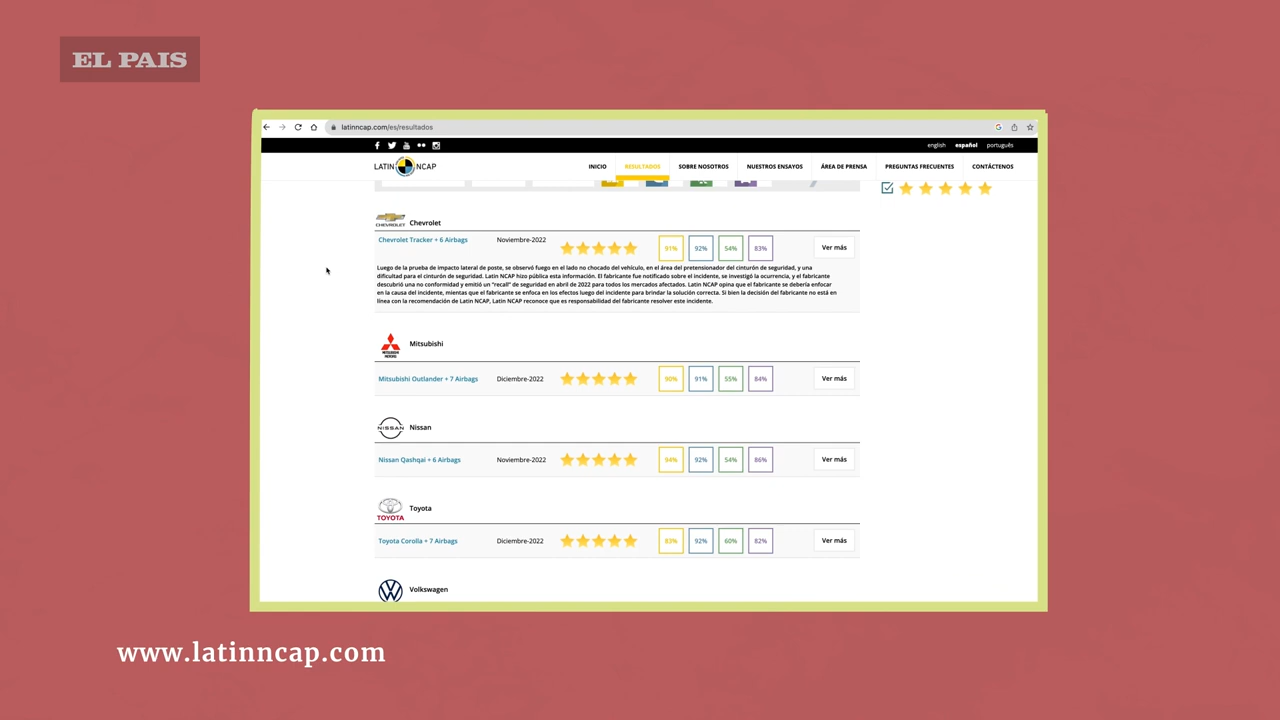 EL PAIS
latinncap.com/es/resultados
english español português
LATIN NCAP
INICIO RESULTADOS SOBRE NOSOTROS NUESTROS ENSAYOS ÁREA DE PRENSA PREGUNTAS FRECUENTES CONTÁCTENOS
CHEVROLET Chevrolet
Chevrolet Tracker + 6 Airbags Noviembre-2022 91% 92% 54% 83% Ver más
Luego de la prueba de impacto lateral de poste, se observó fuego en el lado no chocado del vehículo, en el área del pretensionador del cinturón de seguridad, y una
dificultad para el cinturón de seguridad. Latin NCAP hizo pública esta información. El fabricante fue notificado sobre el incidente, se investigó la ocurrencia, y el fabricante
descubrió una no conformidad y emitió un "recall" de seguridad en abril de 2022 para todos los mercados afectados. Latin NCAP opina que el fabricante se debería enfocar
en la causa del incidente, mientas que el fabricante se enfoca en los efectos luego del incidente para brindar la solución correcta. Si bien la decisión del fabricante no está en
línea con la recomendación de Latin NCAP, Latin NCAP reconoce que es responsabilidad del fabricante resolver este incidente.
MITSUBISHI MOTORS Mitsubishi
Mitsubishi Outlander + 7 Airbags Diciembre-2022 90% 91% 55% 84% Ver más
NISSAN Nissan
Nissan Qashqai + 6 Airbags Noviembre-2022 94% 92% 54% 86% Ver más
TOYOTA Toyota
Toyota Corolla + 7 Airbags Diciembre-2022 83% 92% 60% 82% Ver más
Volkswagen
www.latinncap.com